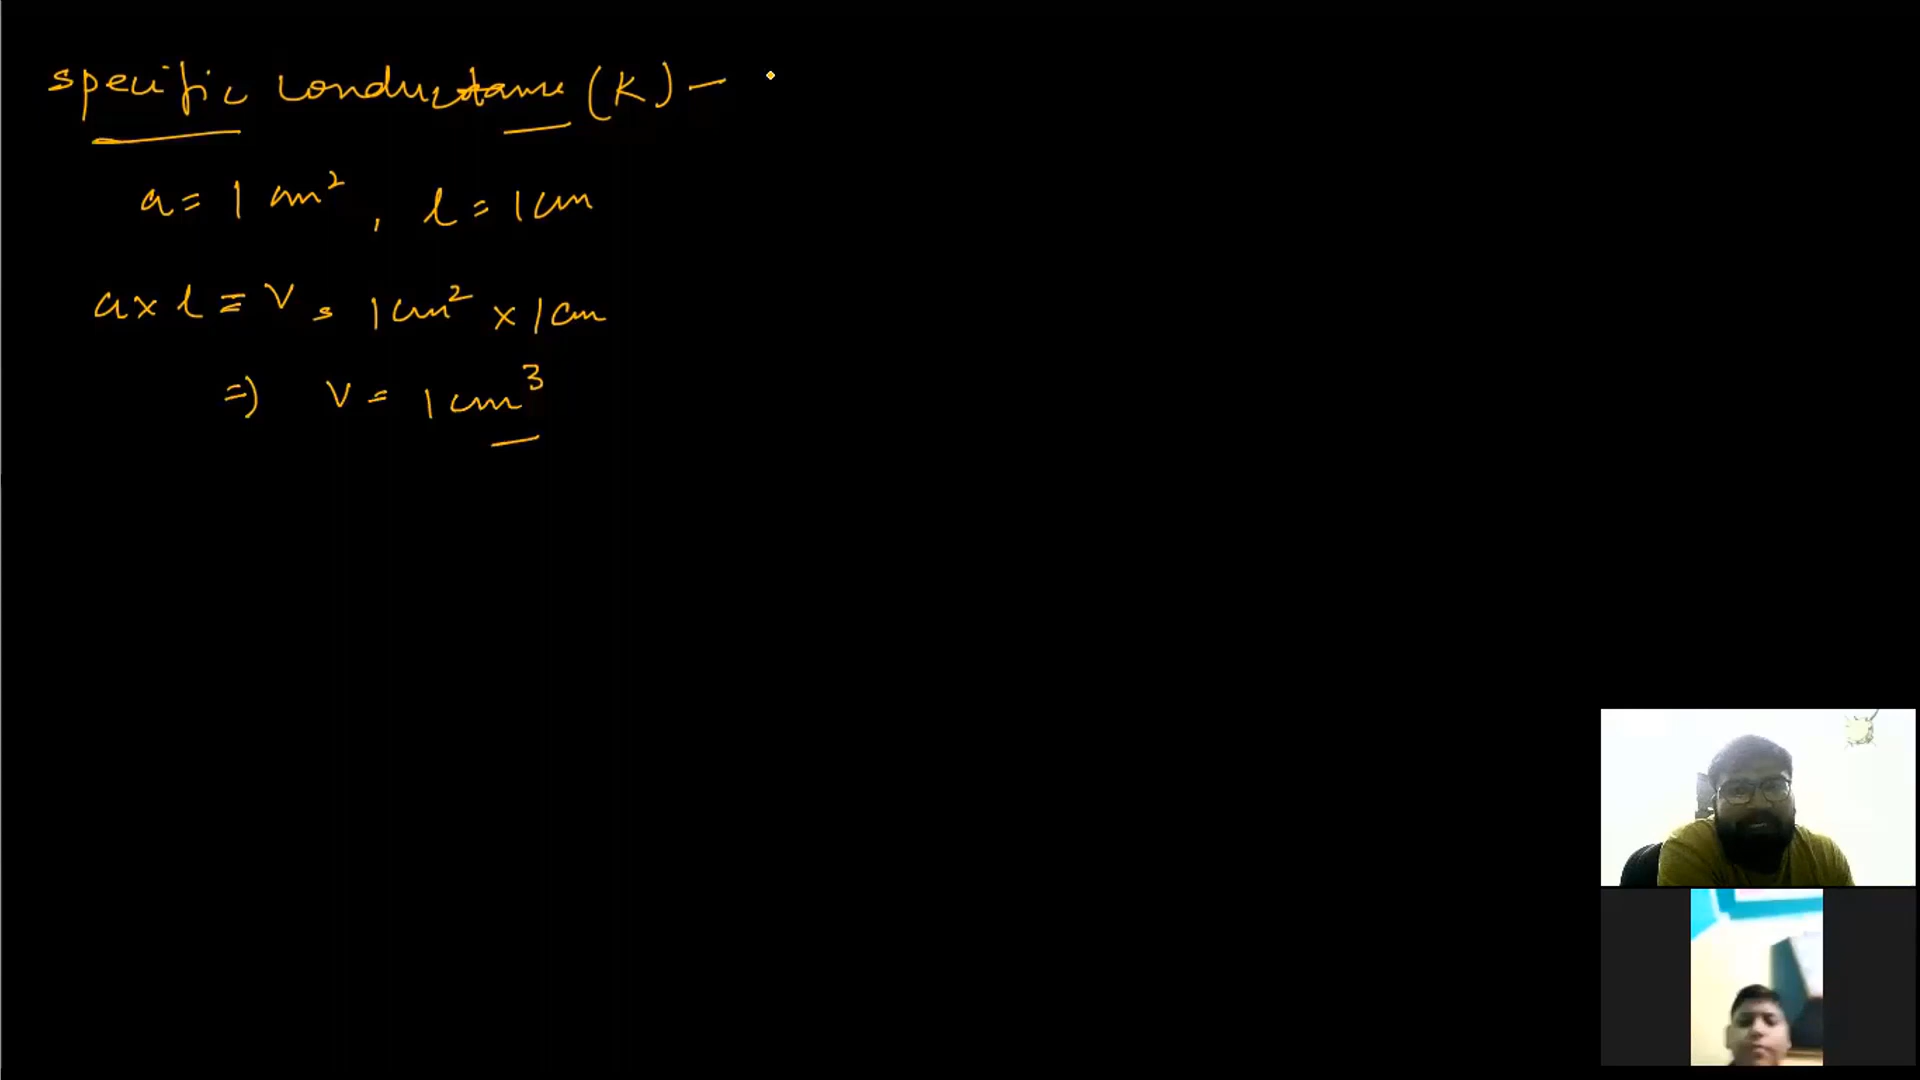 specific conductance (K) –
a = 1 cm², l = 1 cm
a x l = V = 1 cm² x 1 cm
=) V = 1 cm³